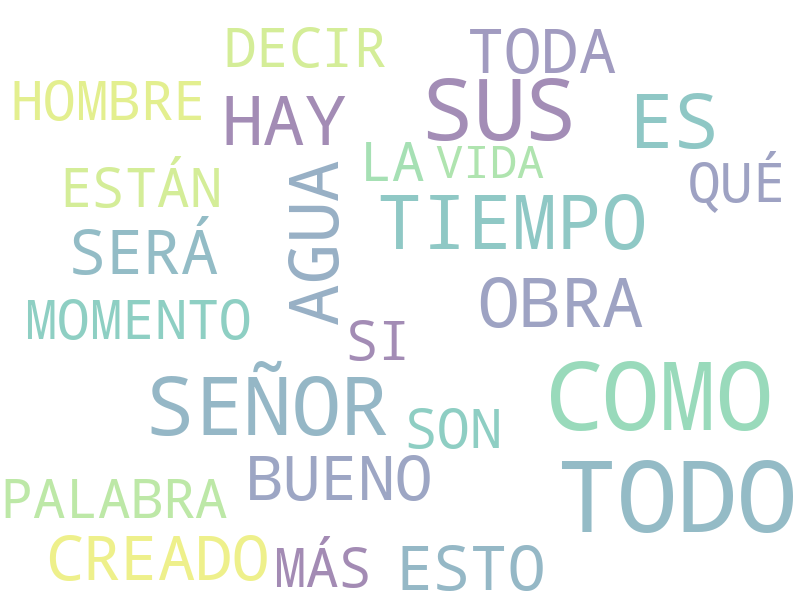 DECIR
TODA
HOMBRE
HAY
SUS
ES
LA
VIDA
QUÉ
ESTÁN
AGUA
TIEMPO
SERÁ
OBRA
MOMENTO
SI
SEÑOR
COMO
SON
BUENO
TODO
PALABRA
CREADO
MÁS
ESTO